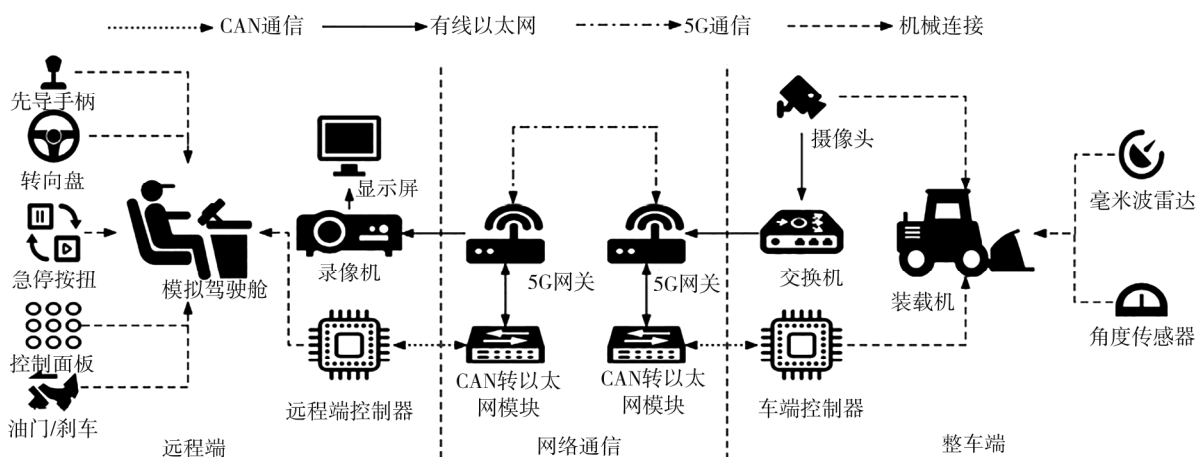 CAN通信
有线以太网
5G通信
机械连接
先导手柄
转向盘
急停按扭
控制面板
油门/刹车
模拟驾驶舱
显示屏
录像机
远程端控制器
远程端
5G网关
5G网关
CAN转以太
网模块
CAN转以太
网模块
网络通信
摄像头
交换机
车端控制器
装载机
毫米波雷达
角度传感器
整车端